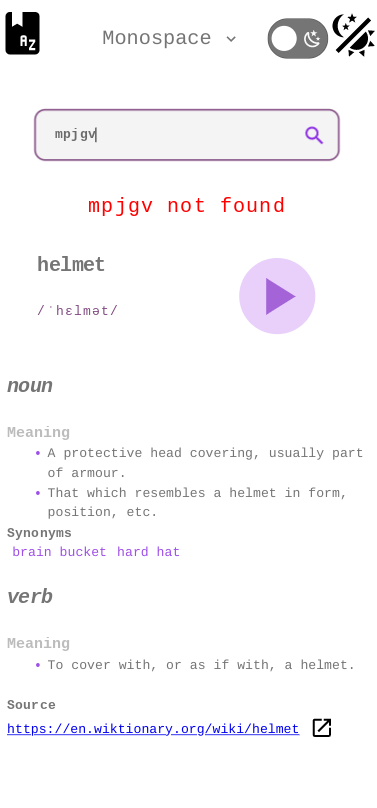 A
Z
Monospace
mpjgv
mpjgv not found
helmet
/ˈhɛlmət/
noun
Meaning
• A protective head covering, usually part
of armour.
• That which resembles a helmet in form,
position, etc.
Synonyms
brain bucket hard hat
verb
Meaning
• To cover with, or as if with, a helmet.
Source
https://en.wiktionary.org/wiki/helmet